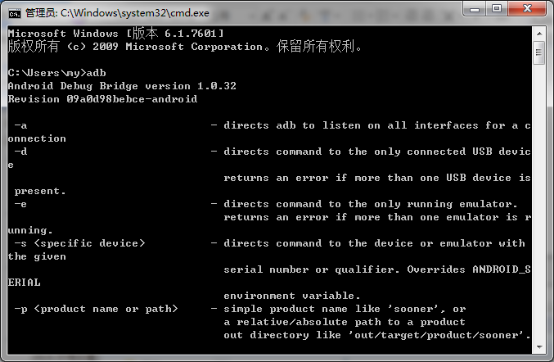 管理员: C:\Windows\system32\cmd.exe
Microsoft Windows [版本 6.1.7601]
版权所有 (c) 2009 Microsoft Corporation。保留所有权利。
C:\Users\my>adb
Android Debug Bridge version 1.0.32
Revision 09a0d98bebce-android
-a - directs adb to listen on all interfaces for a c
onnection
-d - directs command to the only connected USB devic
e
returns an error if more than one USB device is
present.
-e - directs command to the only running emulator.
returns an error if more than one emulator is r
unning.
-s <specific device> - directs command to the device or emulator with
the given
serial number or qualifier. Overrides ANDROID_S
ERIAL
environment variable.
-p <product name or path> - simple product name like 'sooner', or
a relative/absolute path to a product
out directory like 'out/target/product/sooner'.